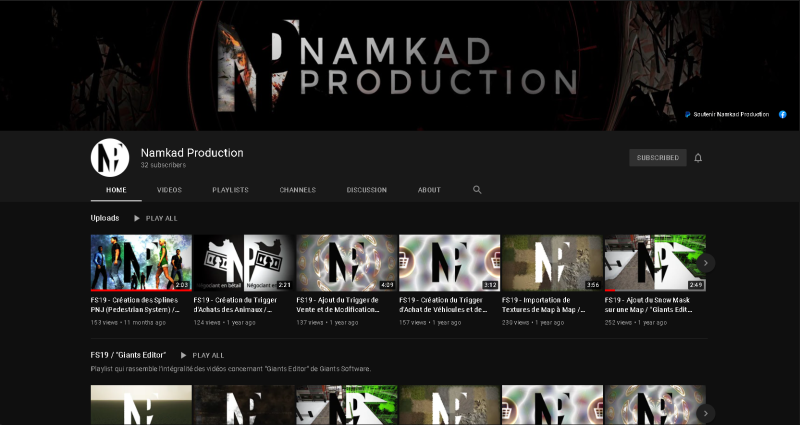 NAMKAD
PRODUCTION
Soutenir Namkad Production
Namkad Production
32 subscribers
SUBSCRIBED
HOME VIDEOS PLAYLISTS CHANNELS DISCUSSION ABOUT
Uploads PLAY ALL
Négociant en bétail Négociant en
2:03 2:21 4:09 3:12 3:56 2:49
FS19 - Création des Splines FS19 - Création du Trigger FS19 - Ajout du Trigger de FS19 - Création du Trigger FS19 - Importation de FS19 - Ajout du Snow Mask
PNJ (Pedestrian System) /... d'Achats des Animaux /... Vente et de Modification... d'Achat de Véhicules et de... Textures de Map à Map /... sur une Map / "Giants Edit...
153 views • 11 months ago 124 views • 1 year ago 137 views • 1 year ago 157 views • 1 year ago 230 views • 1 year ago 252 views • 1 year ago
FS19 / "Giants Editor" PLAY ALL
Playlist qui rassemble l'intégralité des vidéos concernant "Giants Editor" de Giants Software.